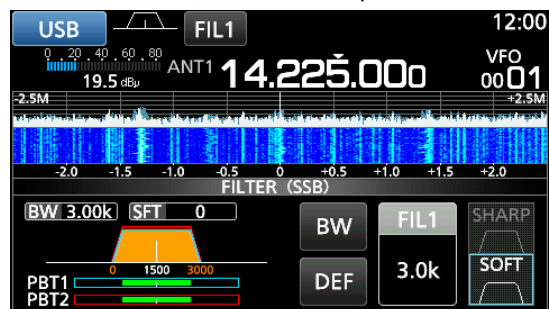 USB FIL1 12:00
0 20 40 60 80
19.5 dBμ ANT1 14.225.000 VFO
00 01
-2.5M +2.5M
-2.0 -1.5 -1.0 -0.5 0 +0.5 +1.0 +1.5 +2.0
FILTER (SSB)
BW 3.00k SFT 0 BW FIL1 SHARP
0 1500 3000
3.0k SOFT
PBT1 DEF
PBT2